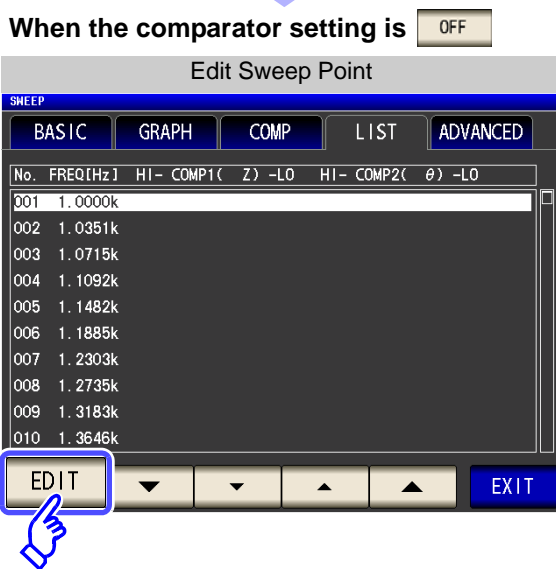 When the comparator setting is OFF
Edit Sweep Point
SWEEP
BASIC GRAPH COMP LIST ADVANCED
No. FREQ[Hz] HI- COMP1( Z) -LO HI- COMP2( θ) -LO
001 1.0000k
002 1.0351k
003 1.0715k
004 1.1092k
005 1.1482k
006 1.1885k
007 1.2303k
008 1.2735k
009 1.3183k
010 1.3646k
EDIT EXIT